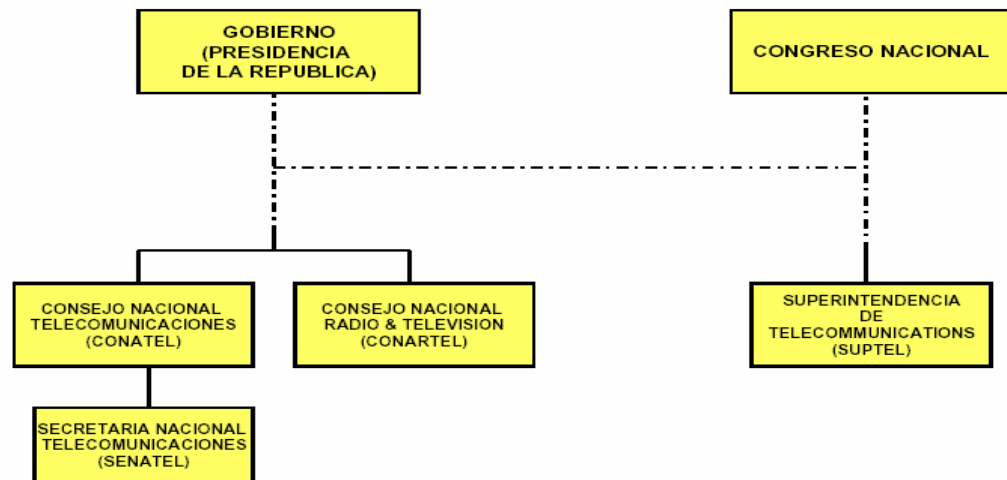 GOBIERNO
(PRESIDENCIA
DE LA REPUBLICA)
CONGRESO NACIONAL
CONSEJO NACIONAL
TELECOMUNICACIONES
(CONATEL)
CONSEJO NACIONAL
RADIO & TELEVISION
(CONARTEL)
SUPERINTENDENCIA
DE
TELECOMMUNICATIONS
(SUPTEL)
SECRETARIA NACIONAL
TELECOMUNICACIONES
(SENATEL)